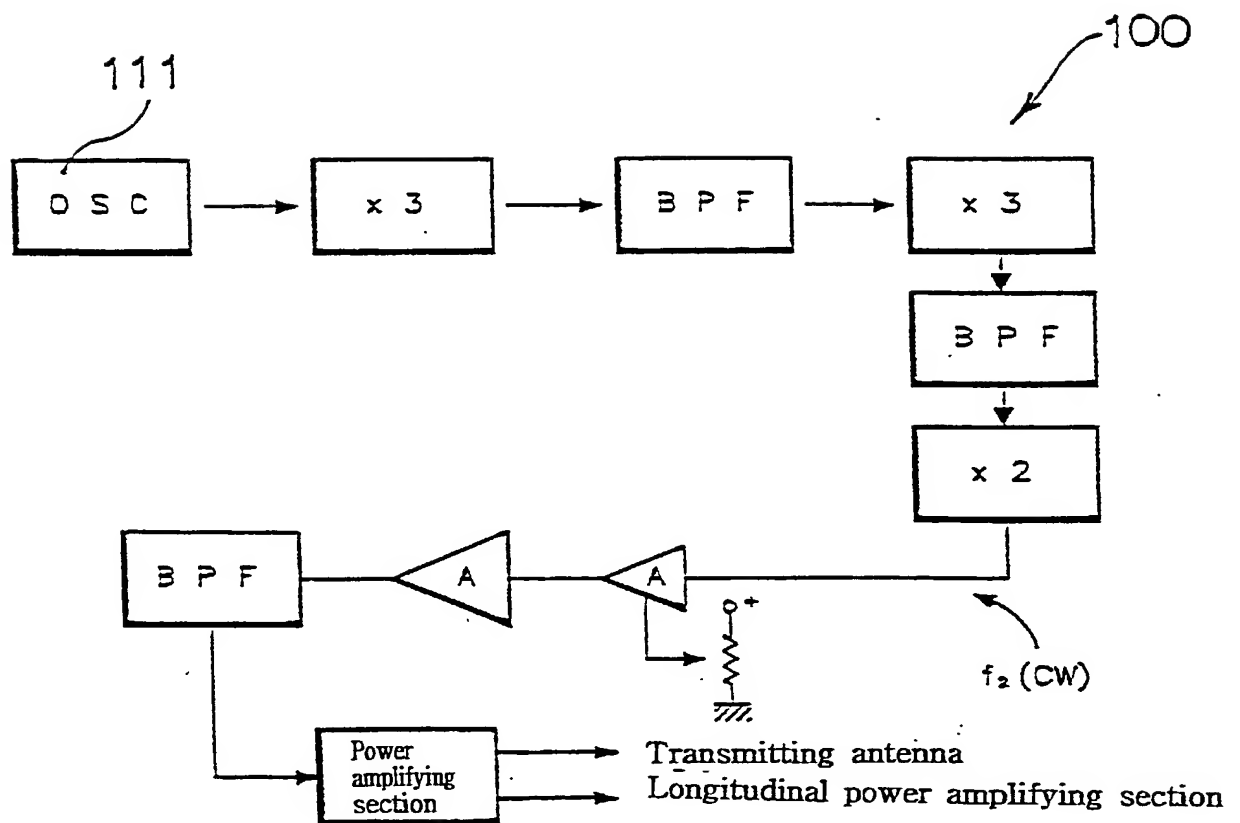 100
111
OSC
x 3
BPF
x 3
BPF
x 2
BPF
A
A
+
f₂ (CW)
Power
amplifying
section
Transmitting antenna
Longitudinal power amplifying section